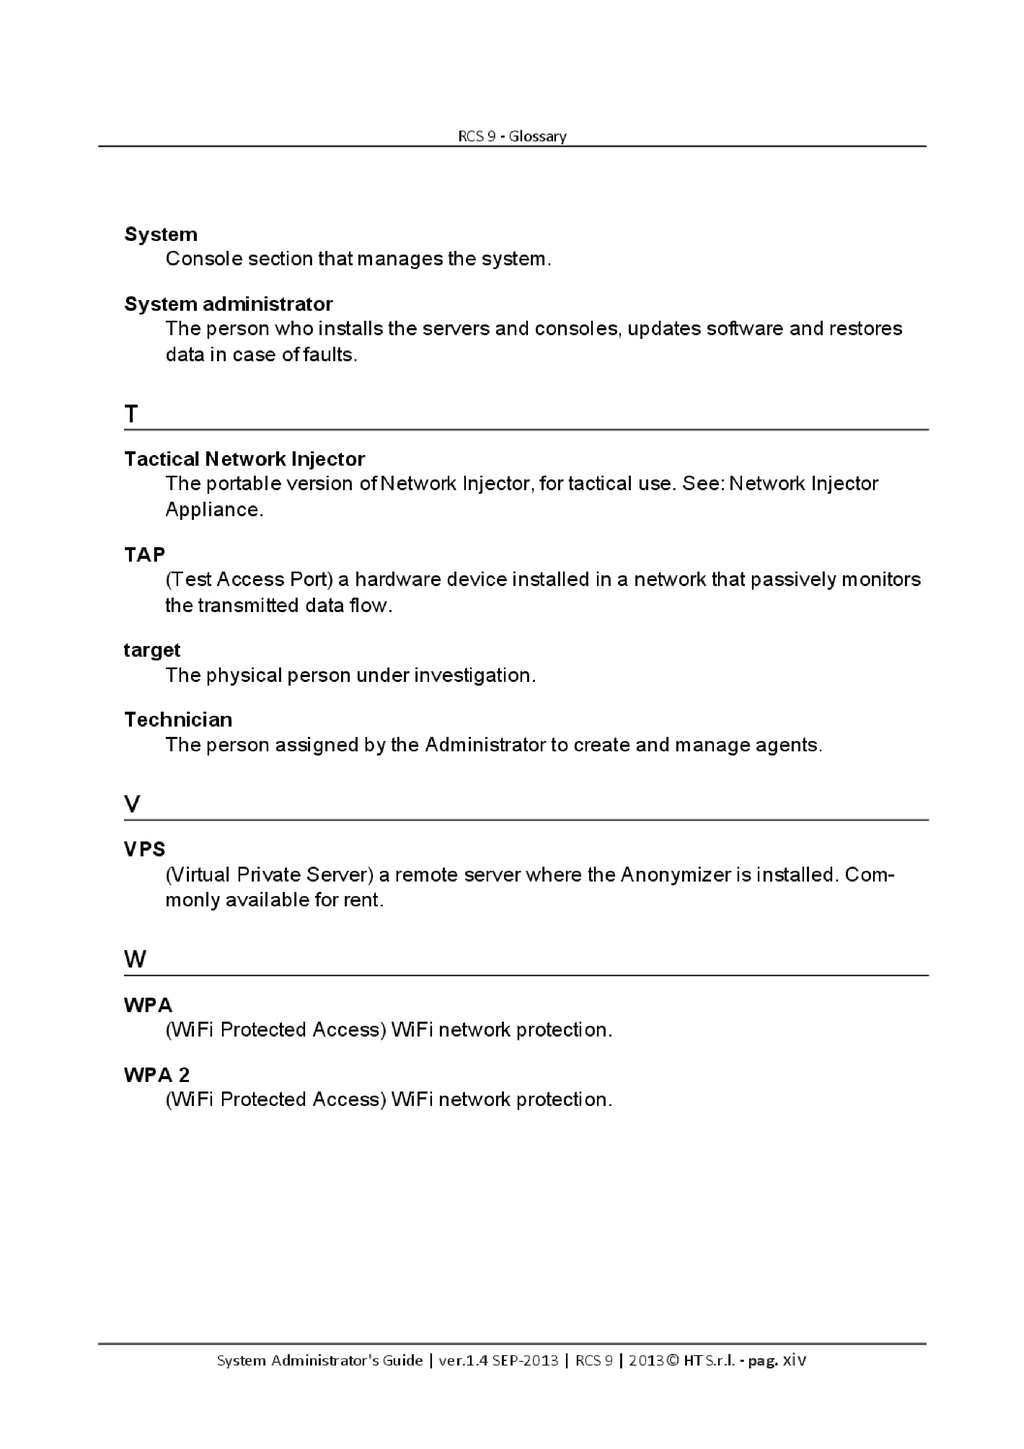 RCS 9 - Glossary
System
Console section that manages the system.
System administrator
The person who installs the servers and consoles, updates software and restores
data in case of faults.
T
Tactical Network Injector
The portable version of Network Injector, for tactical use. See: Network Injector
Appliance.
TAP
(Test Access Port) a hardware device installed in a network that passively monitors
the transmitted data flow.
target
The physical person under investigation.
Technician
The person assigned by the Administrator to create and manage agents.
V
VPS
(Virtual Private Server) a remote server where the Anonymizer is installed. Com-
monly available for rent.
W
WPA
(WiFi Protected Access) WiFi network protection.
WPA 2
(WiFi Protected Access) WiFi network protection.
System Administrator's Guide | ver.1.4 SEP-2013 | RCS 9 | 2013© HT S.r.l. - pag. xiv